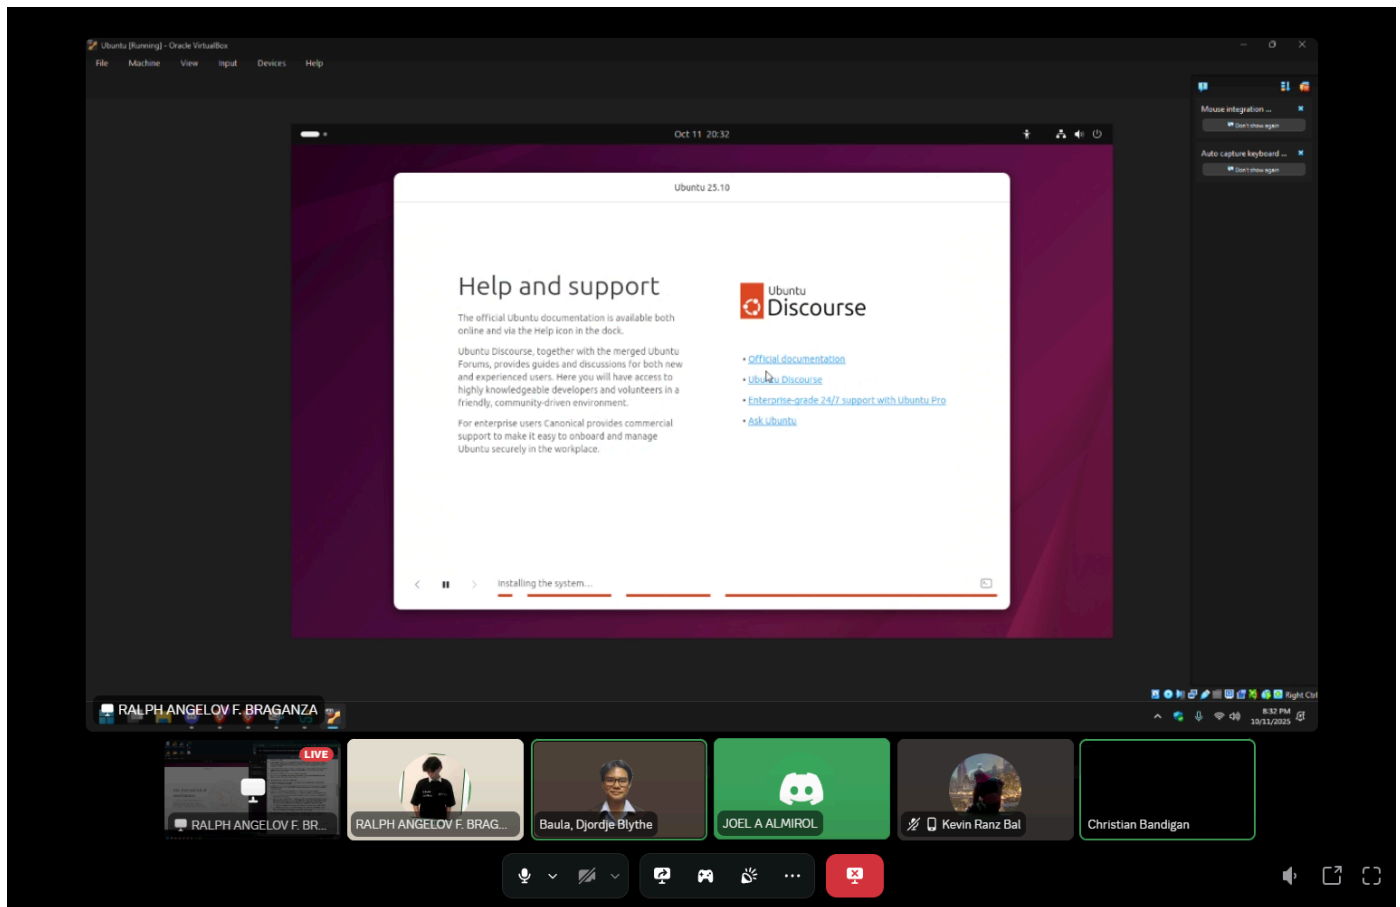 Ubuntu [Running] - Oracle VirtualBox
File Machine View Input Devices Help
Mouse integration ...
Don't show again
Auto capture keyboard ...
Don't show again
Oct 11 20:32
Ubuntu 25.10
Help and support
The official Ubuntu documentation is available both
online and via the Help icon in the dock.
Ubuntu Discourse, together with the merged Ubuntu
Forums, provides guides and discussions for both new
and experienced users. Here you will have access to
highly knowledgeable developers and volunteers in a
friendly, community-driven environment.
For enterprise users Canonical provides commercial
support to make it easy to onboard and manage
Ubuntu securely in the workplace.
Ubuntu
Discourse
• Official documentation
• Ubuntu Discourse
• Enterprise-grade 24/7 support with Ubuntu Pro
• Ask Ubuntu
Installing the system...
Right Ctrl
RALPH ANGELOV F. BRAGANZA
8:32 PM
10/11/2025
LIVE
RALPH ANGELOV F. BR...
RALPH ANGELOV F. BRAG...
Baula, Djordje Blythe
JOEL A ALMIROL
Kevin Ranz Bal
Christian Bandigan